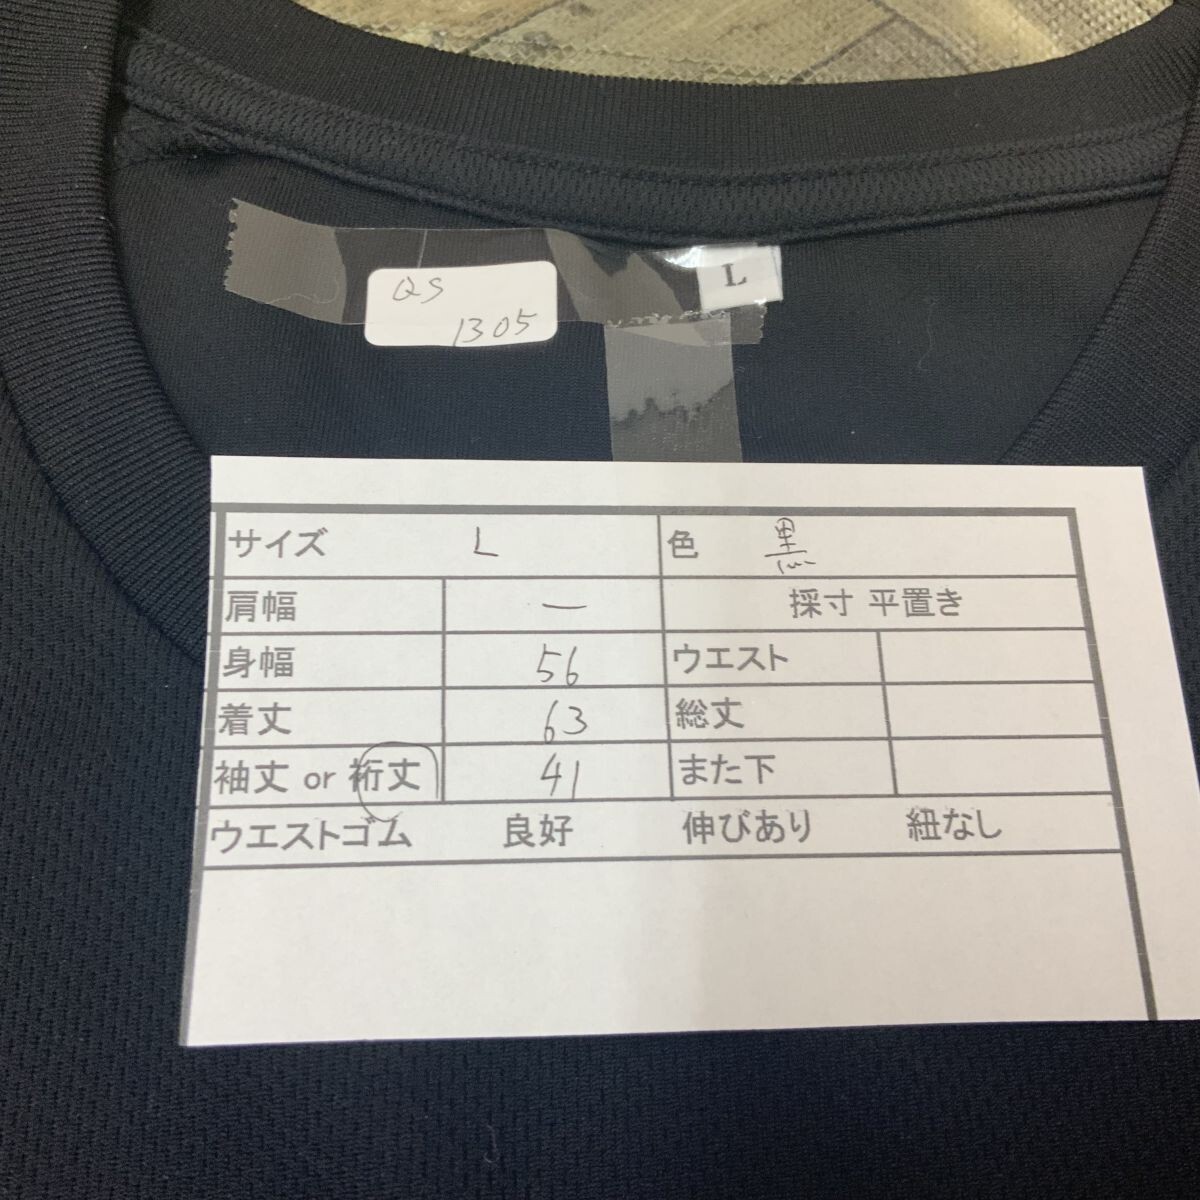 QS
1305
L
サイズ L 色 黒
肩幅 — 採寸 平置き
身幅 56 ウエスト
着丈 63 総丈
袖丈 or 裄丈 41 また下
ウエストゴム 良好 伸びあり 紐なし